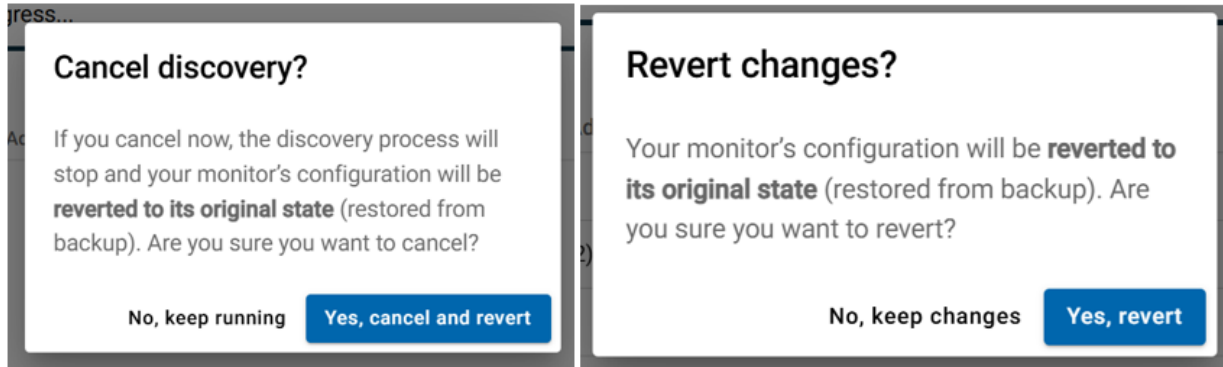 gress...
Cancel discovery?
If you cancel now, the discovery process will
stop and your monitor’s configuration will be
reverted to its original state (restored from
backup). Are you sure you want to cancel?
No, keep running
Yes, cancel and revert
Revert changes?
Your monitor’s configuration will be reverted to
its original state (restored from backup). Are
you sure you want to revert?
No, keep changes
Yes, revert